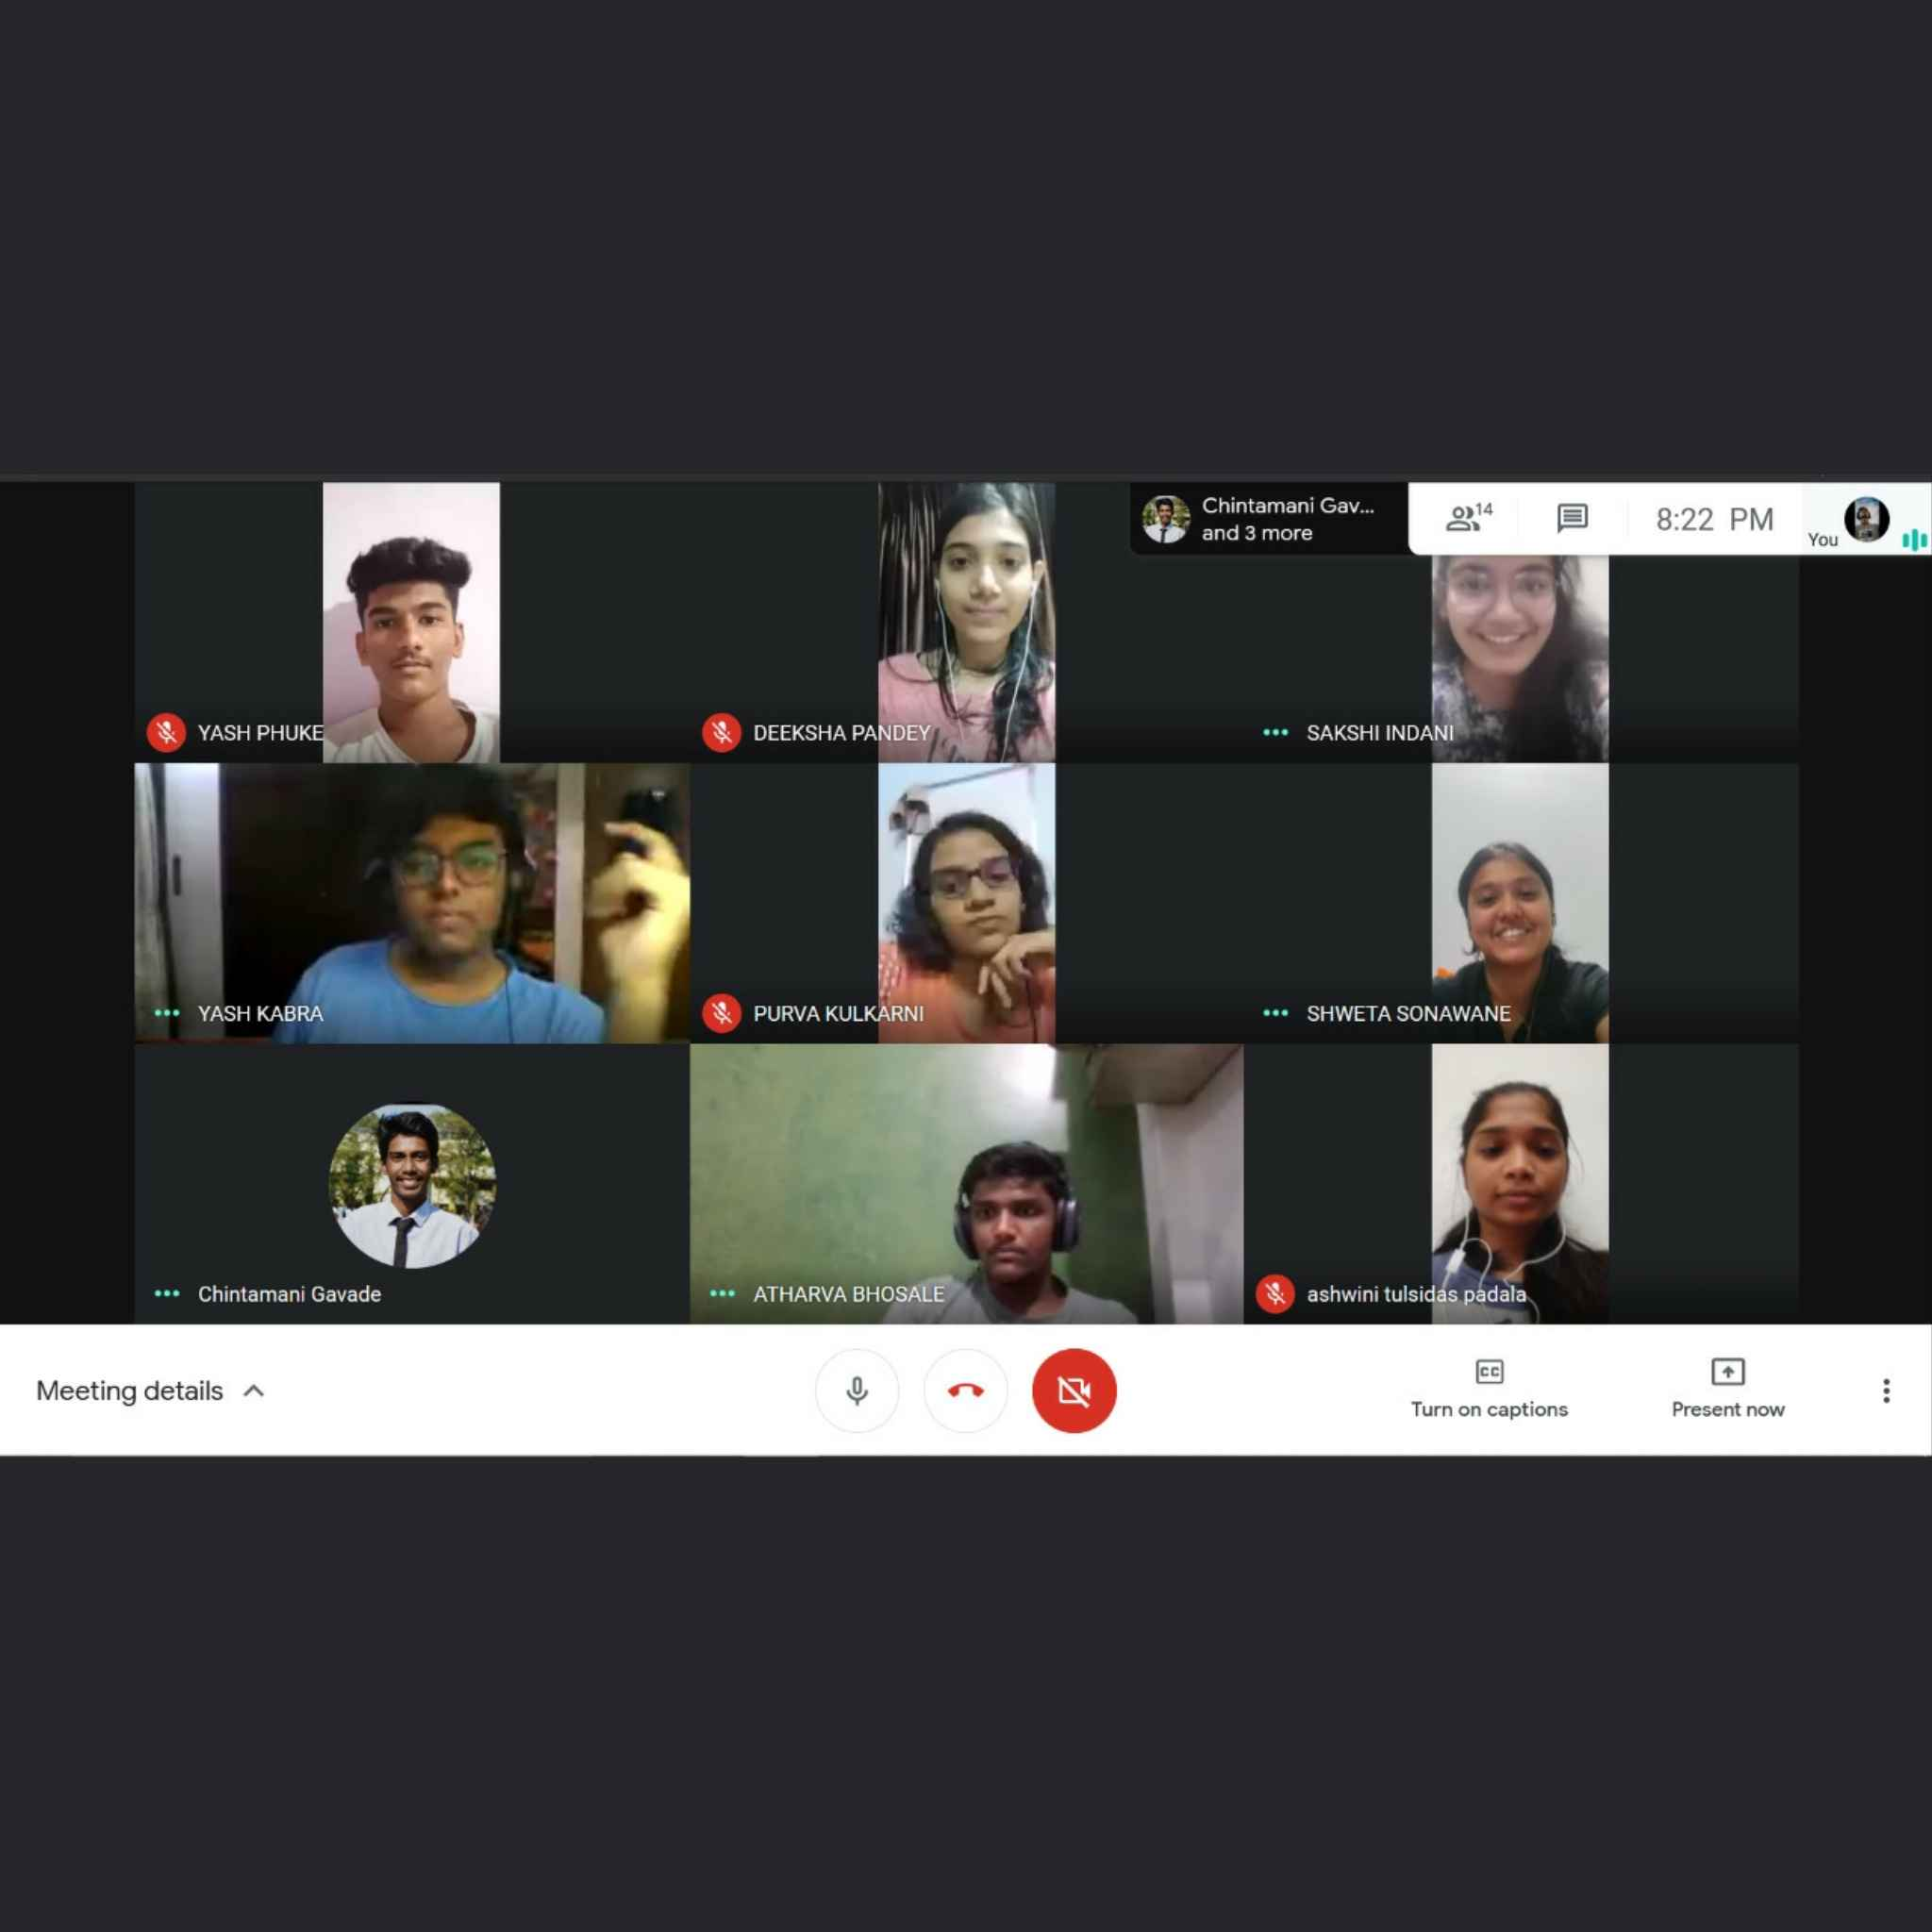 Chintamani Gav...
and 3 more
14
8:22 PM
You
YASH PHUKE
DEEKSHA PANDEY
SAKSHI INDANI
YASH KABRA
PURVA KULKARNI
SHWETA SONAWANE
Chintamani Gavade
ATHARVA BHOSALE
ashwini tulsidas padala
Meeting details
CC
Turn on captions
Present now